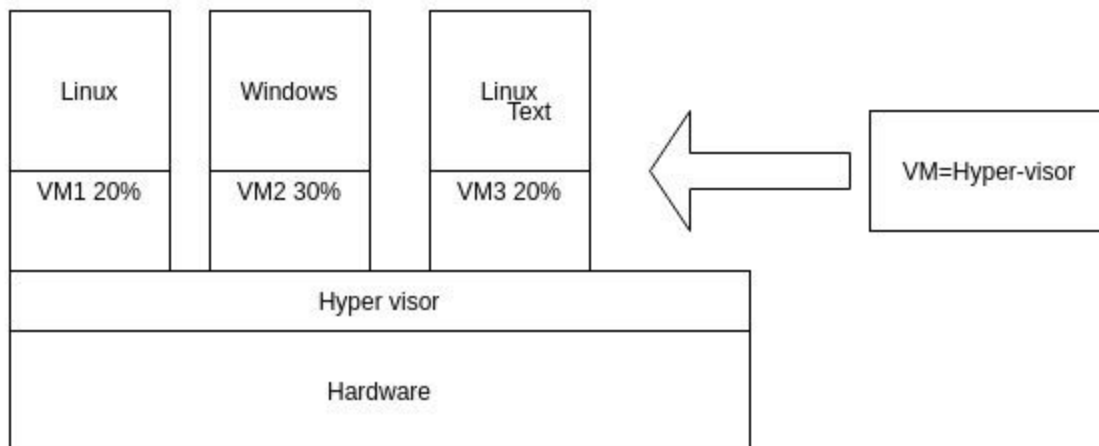 Linux
Windows
Linux
Text
VM1 20%
VM2 30%
VM3 20%
VM=Hyper-visor
Hyper visor
Hardware